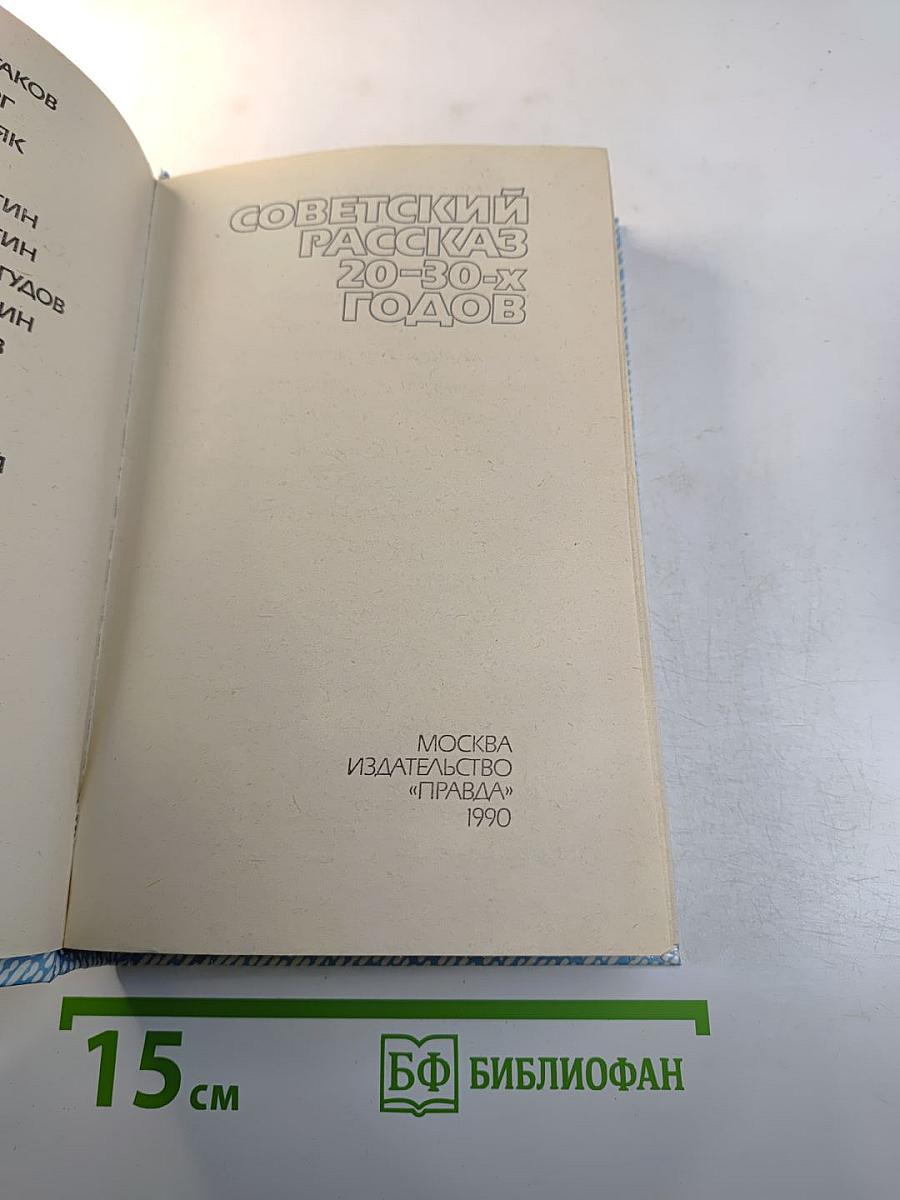 СОВЕТСКИЙ
РАССКАЗ
20–30-х
ГОДОВ
МОСКВА
ИЗДАТЕЛЬСТВО
«ПРАВДА»
1990
15 см
БФ БИБЛИОФАН